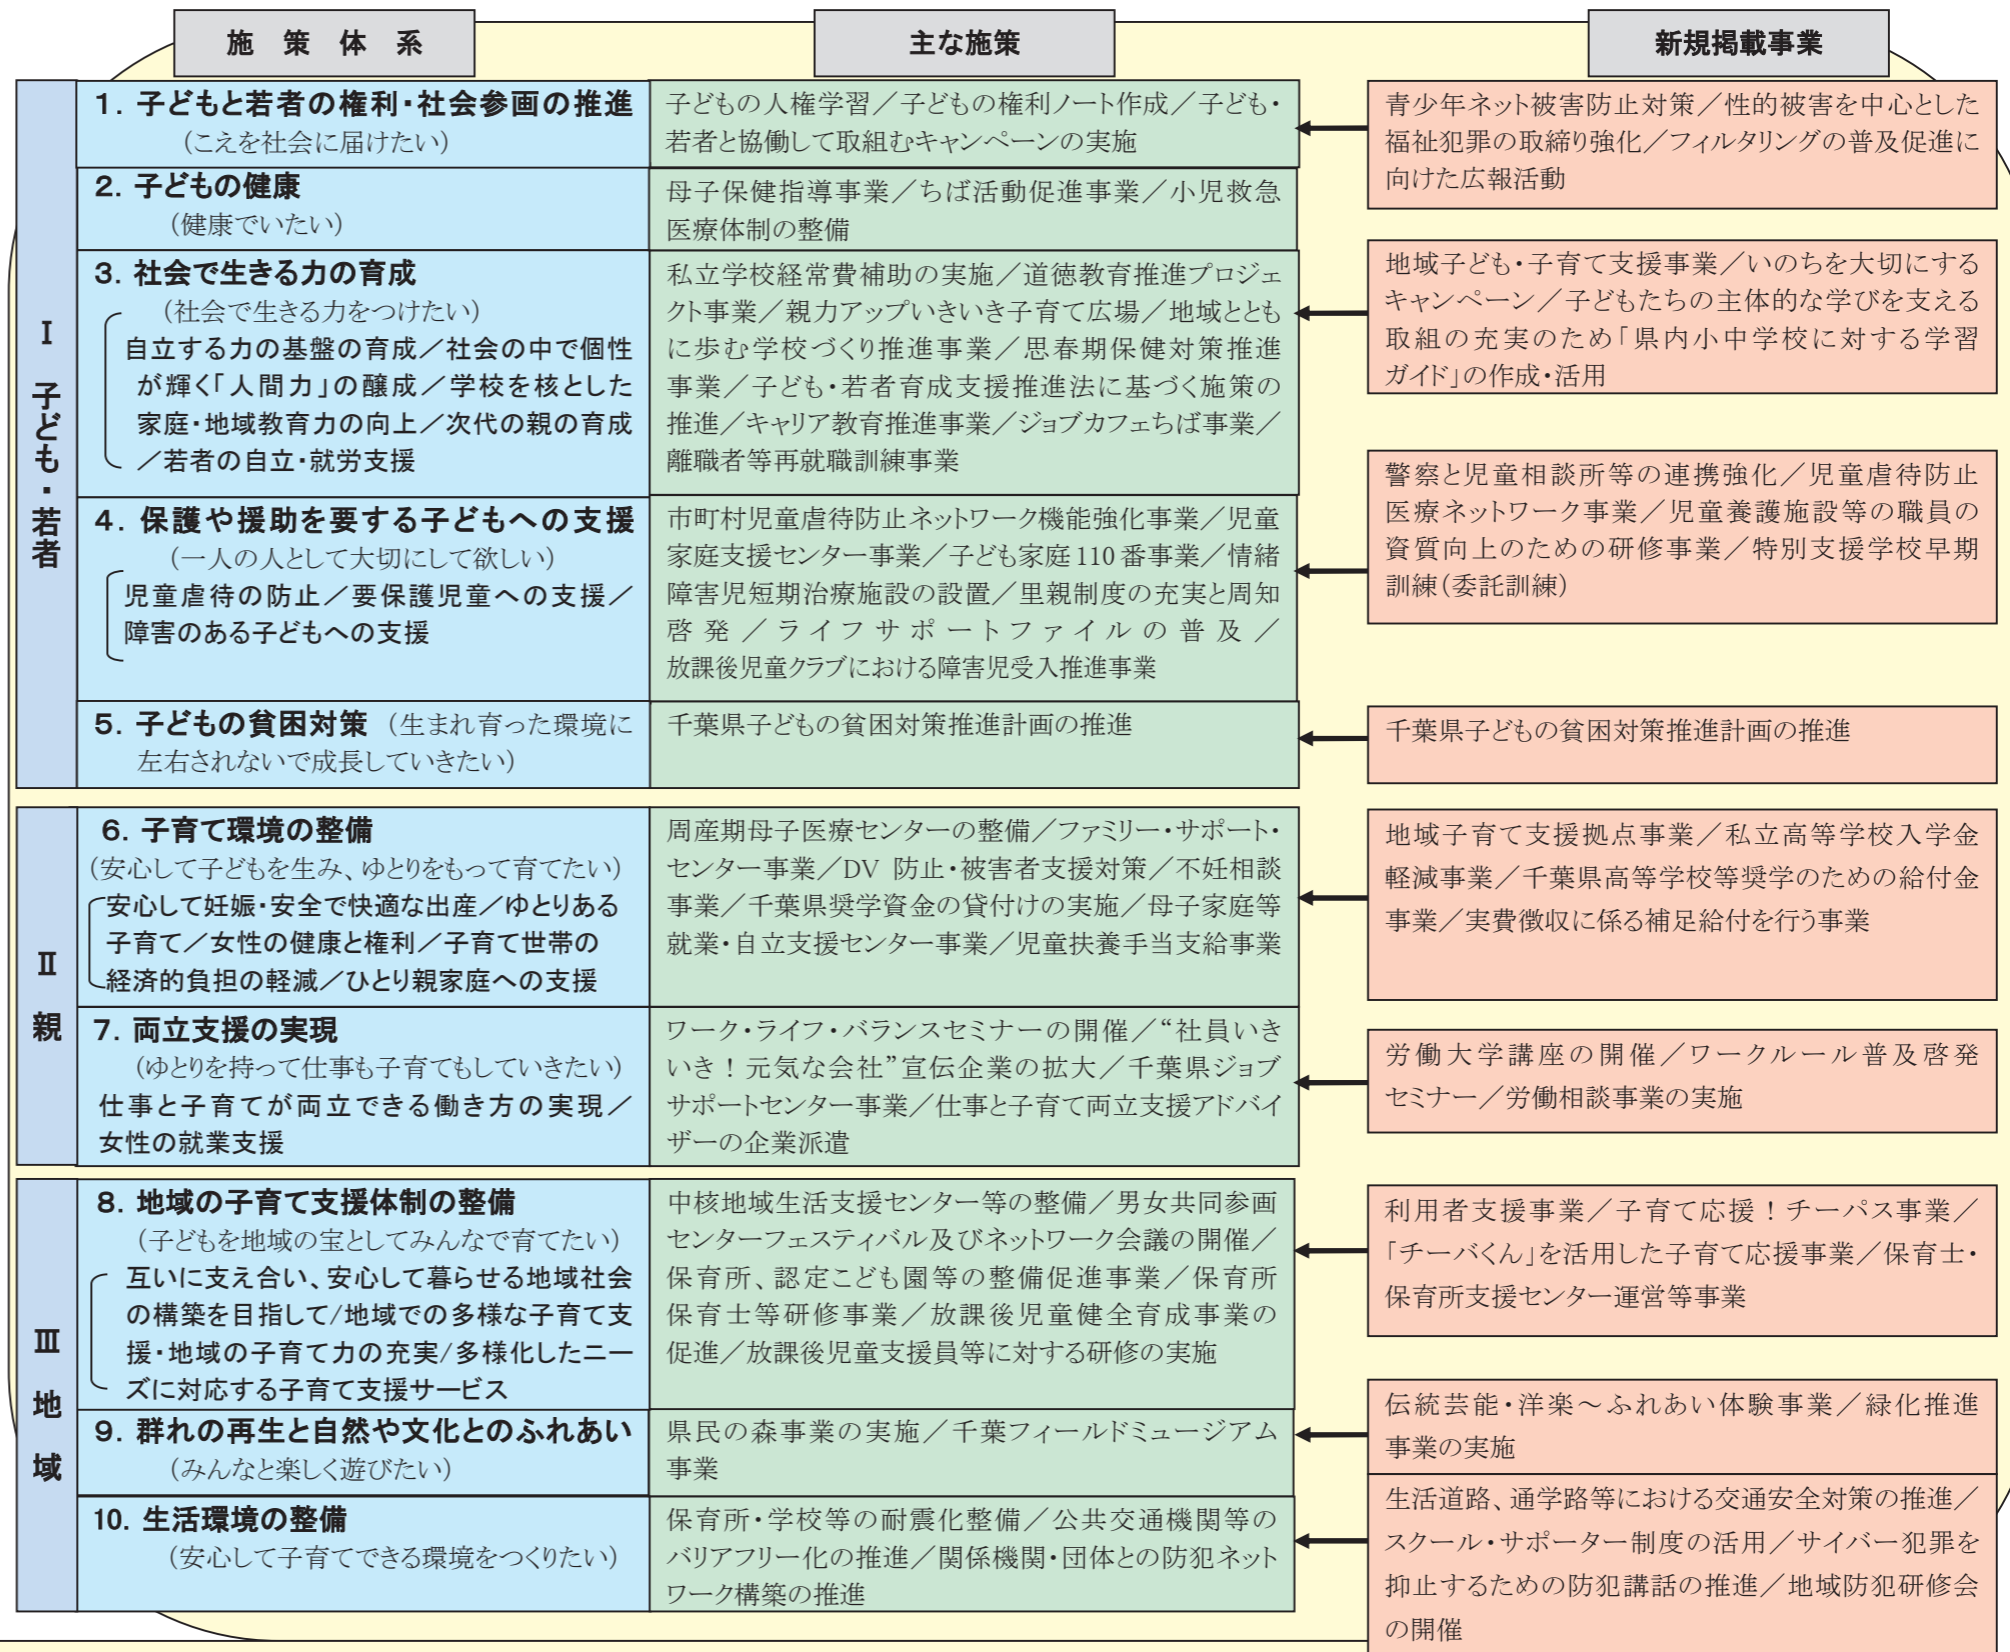 施策体系
主な施策
新規掲載事業
Ⅰ 子ども・若者
1. 子どもと若者の権利・社会参画の推進
(こえを社会に届けたい)
子どもの人権学習／子どもの権利ノート作成／子ども・
若者と協働して取組むキャンペーンの実施
青少年ネット被害防止対策／性的被害を中心とした
福祉犯罪の取締り強化／フィルタリングの普及促進に
向けた広報活動
2. 子どもの健康
(健康でいたい)
母子保健指導事業／ちば活動促進事業／小児救急
医療体制の整備
3. 社会で生きる力の育成
(社会で生きる力をつけたい)
自立する力の基盤の育成／社会の中で個性
が輝く「人間力」の醸成／学校を核とした
家庭・地域教育力の向上／次代の親の育成
／若者の自立・就労支援
私立学校経常費補助の実施／道徳教育推進プロジェ
クト事業／親力アップいきいき子育て広場／地域ととも
に歩む学校づくり推進事業／思春期保健対策推進
事業／子ども・若者育成支援推進法に基づく施策の
推進／キャリア教育推進事業／ジョブカフェちば事業／
離職者等再就職訓練事業
地域子ども・子育て支援事業／いのちを大切にする
キャンペーン／子どもたちの主体的な学びを支える
取組の充実のため「県内小中学校に対する学習
ガイド」の作成・活用
4. 保護や援助を要する子どもへの支援
(一人の人として大切にして欲しい)
児童虐待の防止／要保護児童への支援／
障害のある子どもへの支援
市町村児童虐待防止ネットワーク機能強化事業／児童
家庭支援センター事業／子ども家庭110番事業／情緒
障害児短期治療施設の設置／里親制度の充実と周知
啓発／ライフサポートファイルの普及／
放課後児童クラブにおける障害児受入推進事業
警察と児童相談所等の連携強化／児童虐待防止
医療ネットワーク事業／児童養護施設等の職員の
資質向上のための研修事業／特別支援学校早期
訓練(委託訓練)
5. 子どもの貧困対策 (生まれ育った環境に
左右されないで成長していきたい)
千葉県子どもの貧困対策推進計画の推進
千葉県子どもの貧困対策推進計画の推進
Ⅱ 親
6. 子育て環境の整備
(安心して子どもを生み、ゆとりをもって育てたい)
安心して妊娠・安全で快適な出産／ゆとりある
子育て／女性の健康と権利／子育て世帯の
経済的負担の軽減／ひとり親家庭への支援
周産期母子医療センターの整備／ファミリー・サポート・
センター事業／DV 防止・被害者支援対策／不妊相談
事業／千葉県奨学資金の貸付けの実施／母子家庭等
就業・自立支援センター事業／児童扶養手当支給事業
地域子育て支援拠点事業／私立高等学校入学金
軽減事業／千葉県高等学校等奨学のための給付金
事業／実費徴収に係る補足給付を行う事業
7. 両立支援の実現
(ゆとりを持って仕事も子育てもしていきたい)
仕事と子育てが両立できる働き方の実現／
女性の就業支援
ワーク・ライフ・バランスセミナーの開催／“社員いき
いき！元気な会社”宣伝企業の拡大／千葉県ジョブ
サポートセンター事業／仕事と子育て両立支援アドバイ
ザーの企業派遣
労働大学講座の開催／ワークルール普及啓発
セミナー／労働相談事業の実施
Ⅲ 地域
8. 地域の子育て支援体制の整備
(子どもを地域の宝としてみんなで育てたい)
互いに支え合い、安心して暮らせる地域社会
の構築を目指して/地域での多様な子育て支
援・地域の子育て力の充実/多様化したニー
ズに対応する子育て支援サービス
中核地域生活支援センター等の整備／男女共同参画
センターフェスティバル及びネットワーク会議の開催／
保育所、認定こども園等の整備促進事業／保育所
保育士等研修事業／放課後児童健全育成事業の
促進／放課後児童支援員等に対する研修の実施
利用者支援事業／子育て応援！チーパス事業／
「チーバくん」を活用した子育て応援事業／保育士・
保育所支援センター運営等事業
9. 群れの再生と自然や文化とのふれあい
(みんなと楽しく遊びたい)
県民の森事業の実施／千葉フィールドミュージアム
事業
伝統芸能・洋楽～ふれあい体験事業／緑化推進
事業の実施
10. 生活環境の整備
(安心して子育てできる環境をつくりたい)
保育所・学校等の耐震化整備／公共交通機関等の
バリアフリー化の推進／関係機関・団体との防犯ネット
ワーク構築の推進
生活道路、通学路等における交通安全対策の推進／
スクール・サポーター制度の活用／サイバー犯罪を
抑止するための防犯講話の推進／地域防犯研修会
の開催